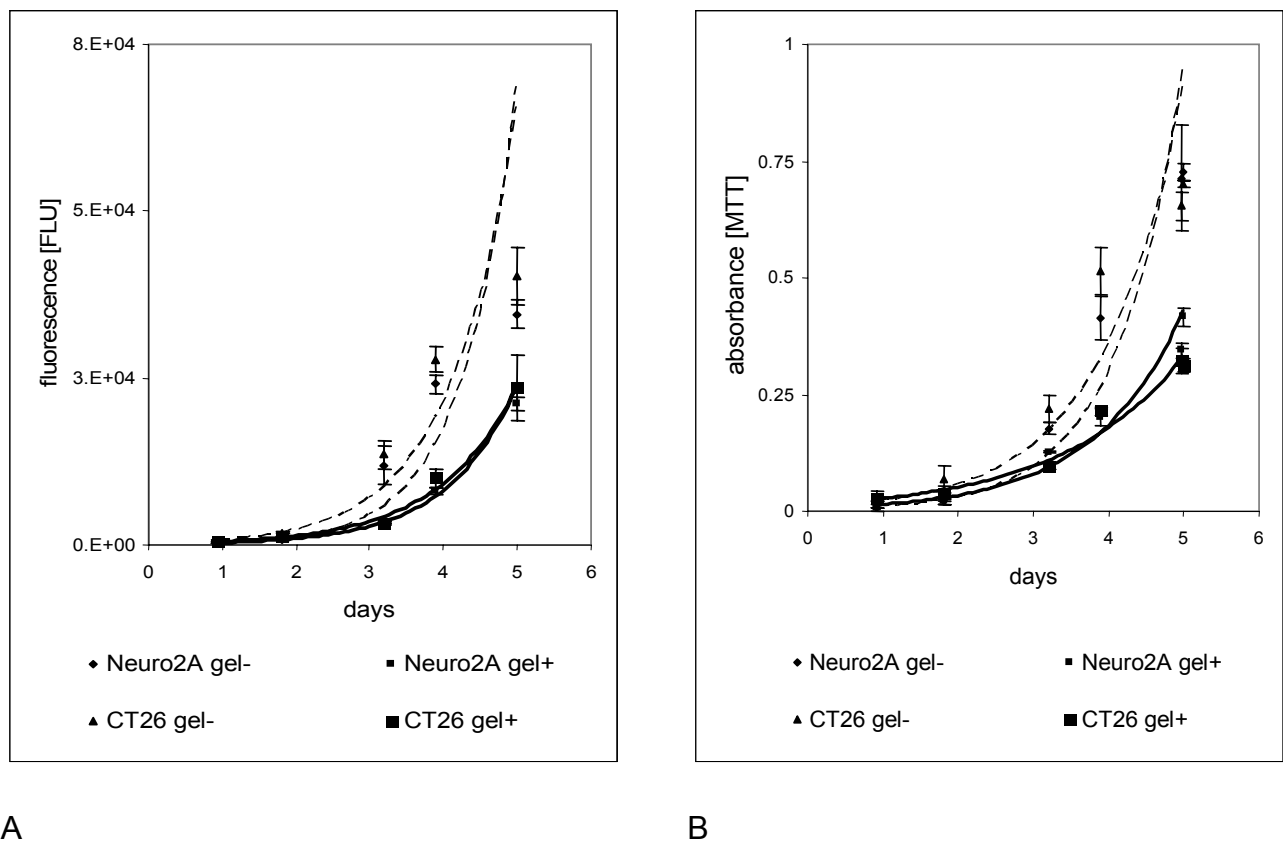 8.E+04
5.E+04
3.E+04
0.E+00
fluorescence [FLU]
0 1 2 3 4 5 6
days
Neuro2A gel- Neuro2A gel+
CT26 gel- CT26 gel+
A
1
0.75
0.5
0.25
0
absorbance [MTT]
0 1 2 3 4 5 6
days
Neuro2A gel- Neuro2A gel+
CT26 gel- CT26 gel+
B